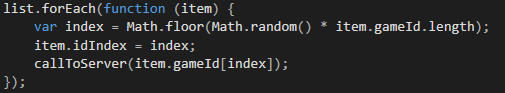 list.forEach(function (item) {
    var index = Math.floor(Math.random() * item.gameId.length);
    item.idIndex = index;
    callToServer(item.gameId[index]);
});